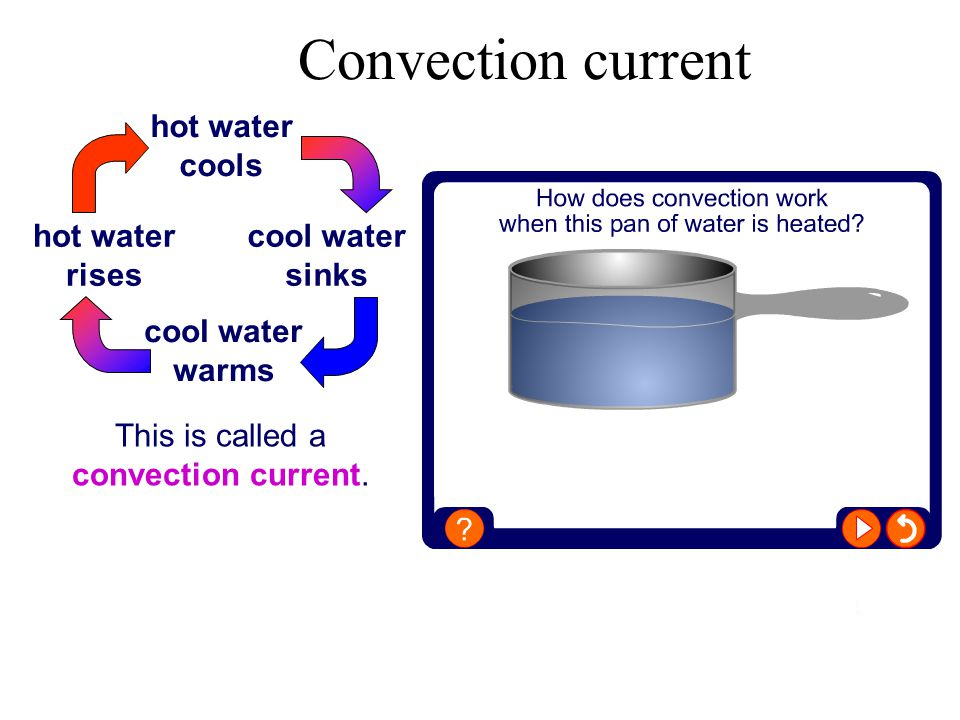 Convection current
hot water
cools
hot water
rises
cool water
sinks
cool water
warms
This is called a
convection current.
How does convection work
when this pan of water is heated?
?